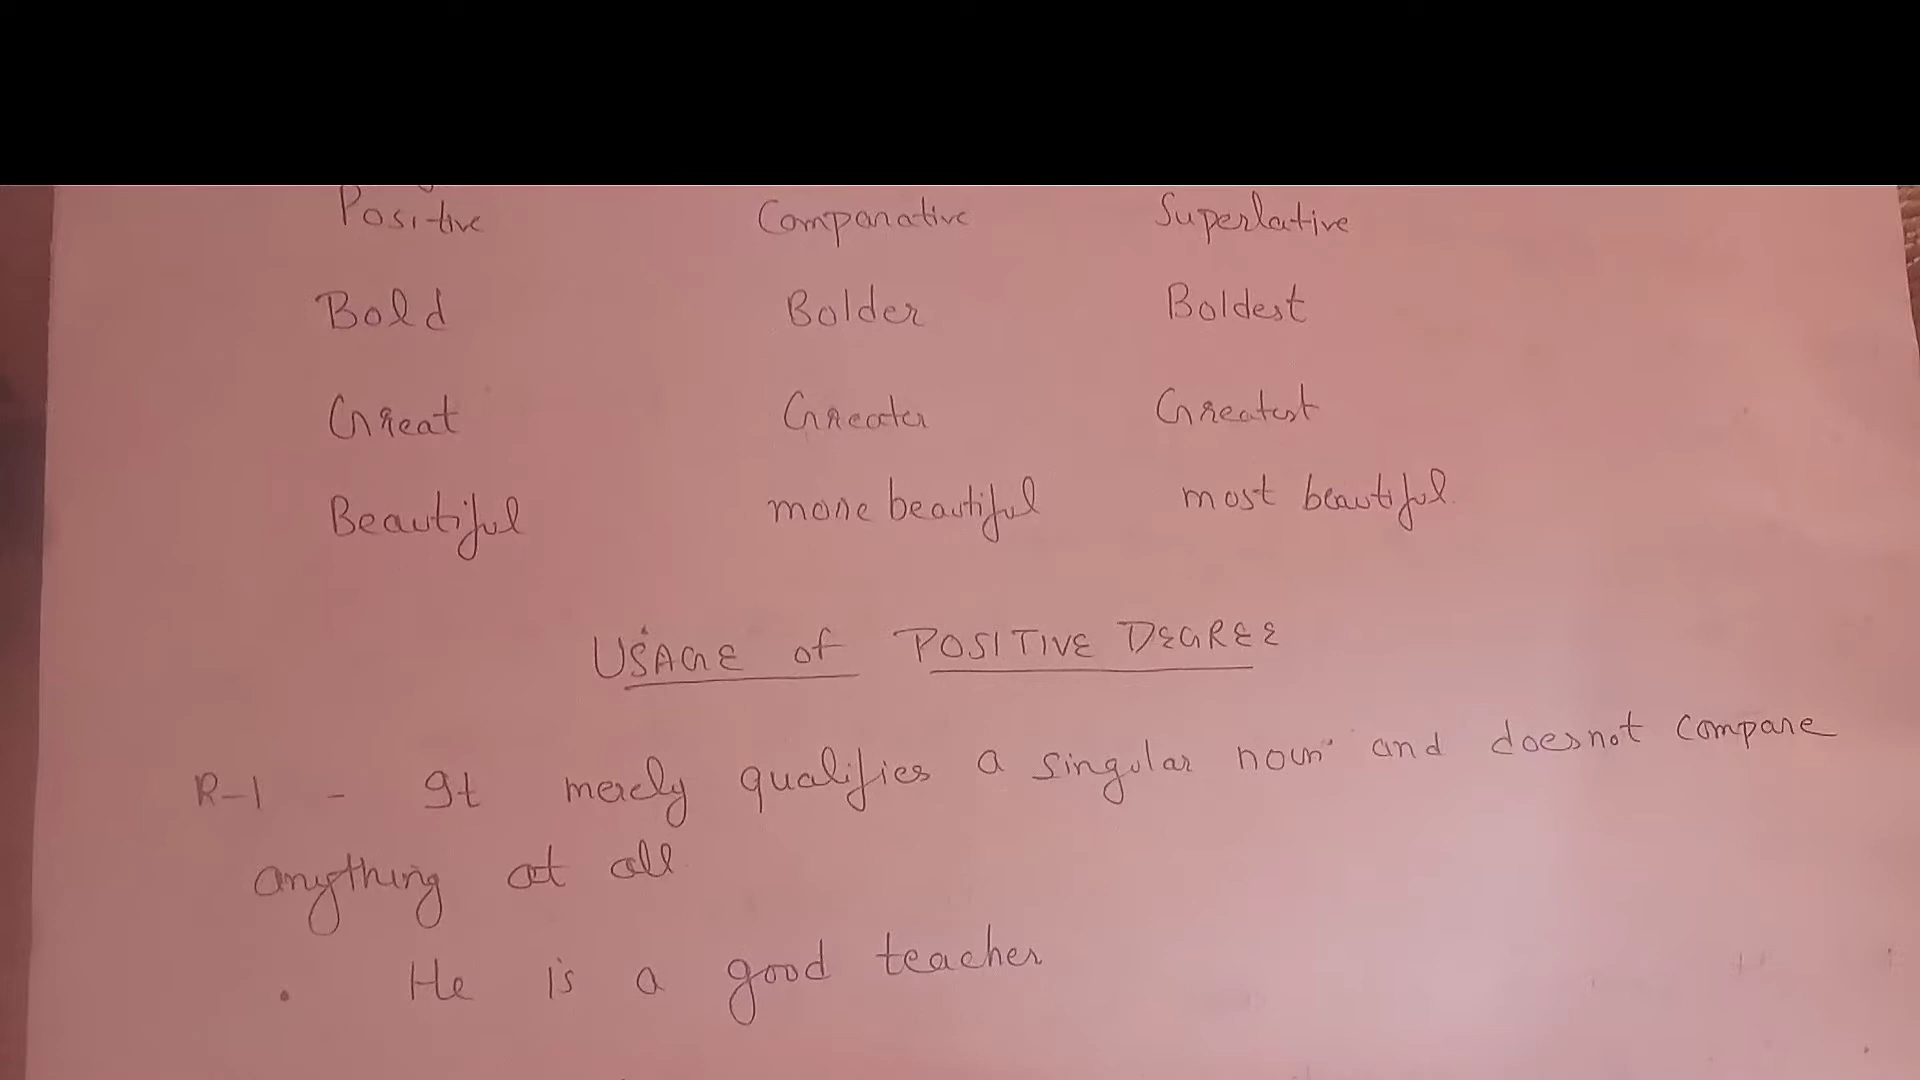 Positive Comparative Superlative
Bold Bolder Boldest
Great Greater Greatest
Beautiful more beautiful most beautiful.
USAGE of POSITIVE DEGREE
R-1 - It merely qualifies a singular noun and doesnot compare
anything at all
• He is a good teacher